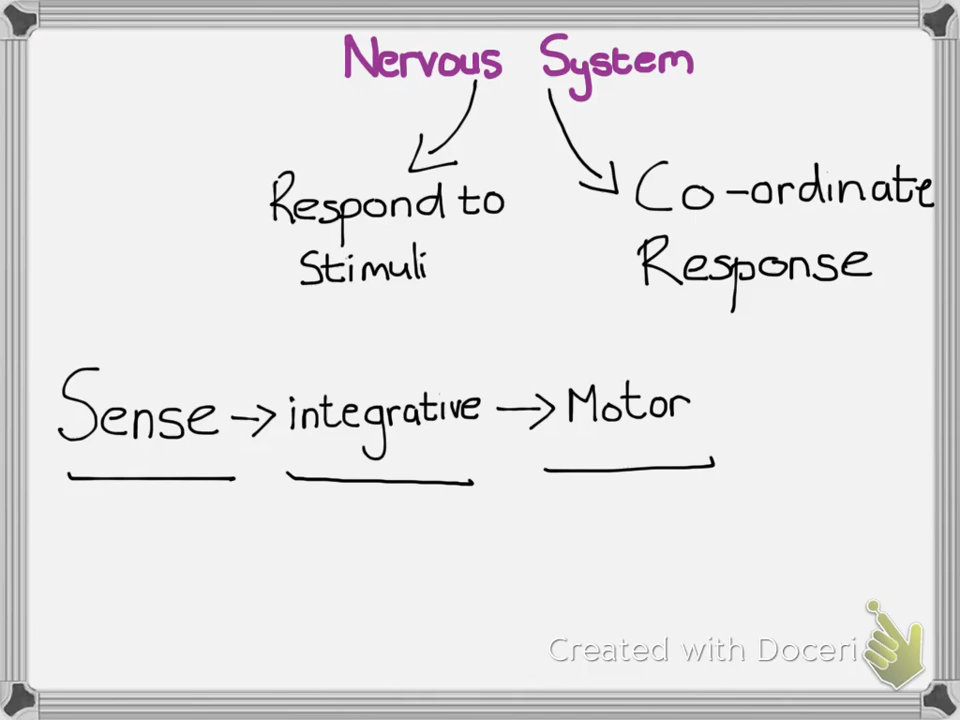 Nervous System
Respond to
Stimuli
Co-ordinate
Response
Sense → integrative → Motor
Created with Doceri